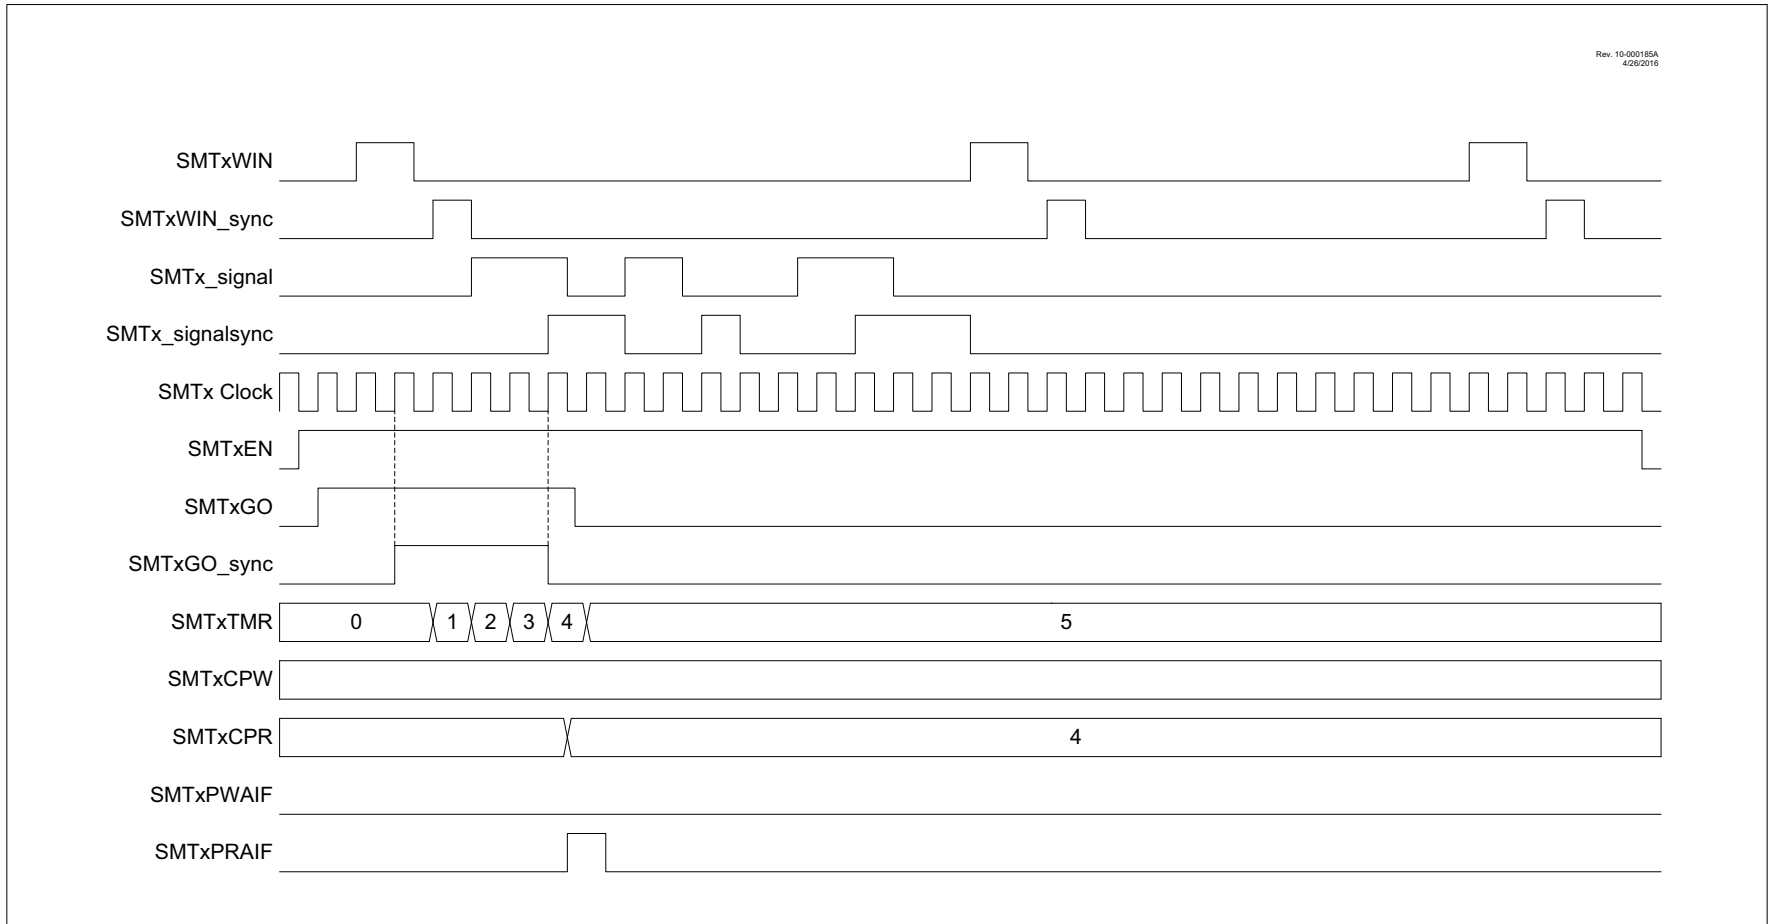 Rev. 10-000185A
4/26/2016
SMTxWIN
SMTxWIN_sync
SMTx_signal
SMTx_signalsync
SMTx Clock
SMTxEN
SMTxGO
SMTxGO_sync
SMTxTMR 0 1 2 3 4 5
SMTxCPW
SMTxCPR 4
SMTxPWAIF
SMTxPRAIF